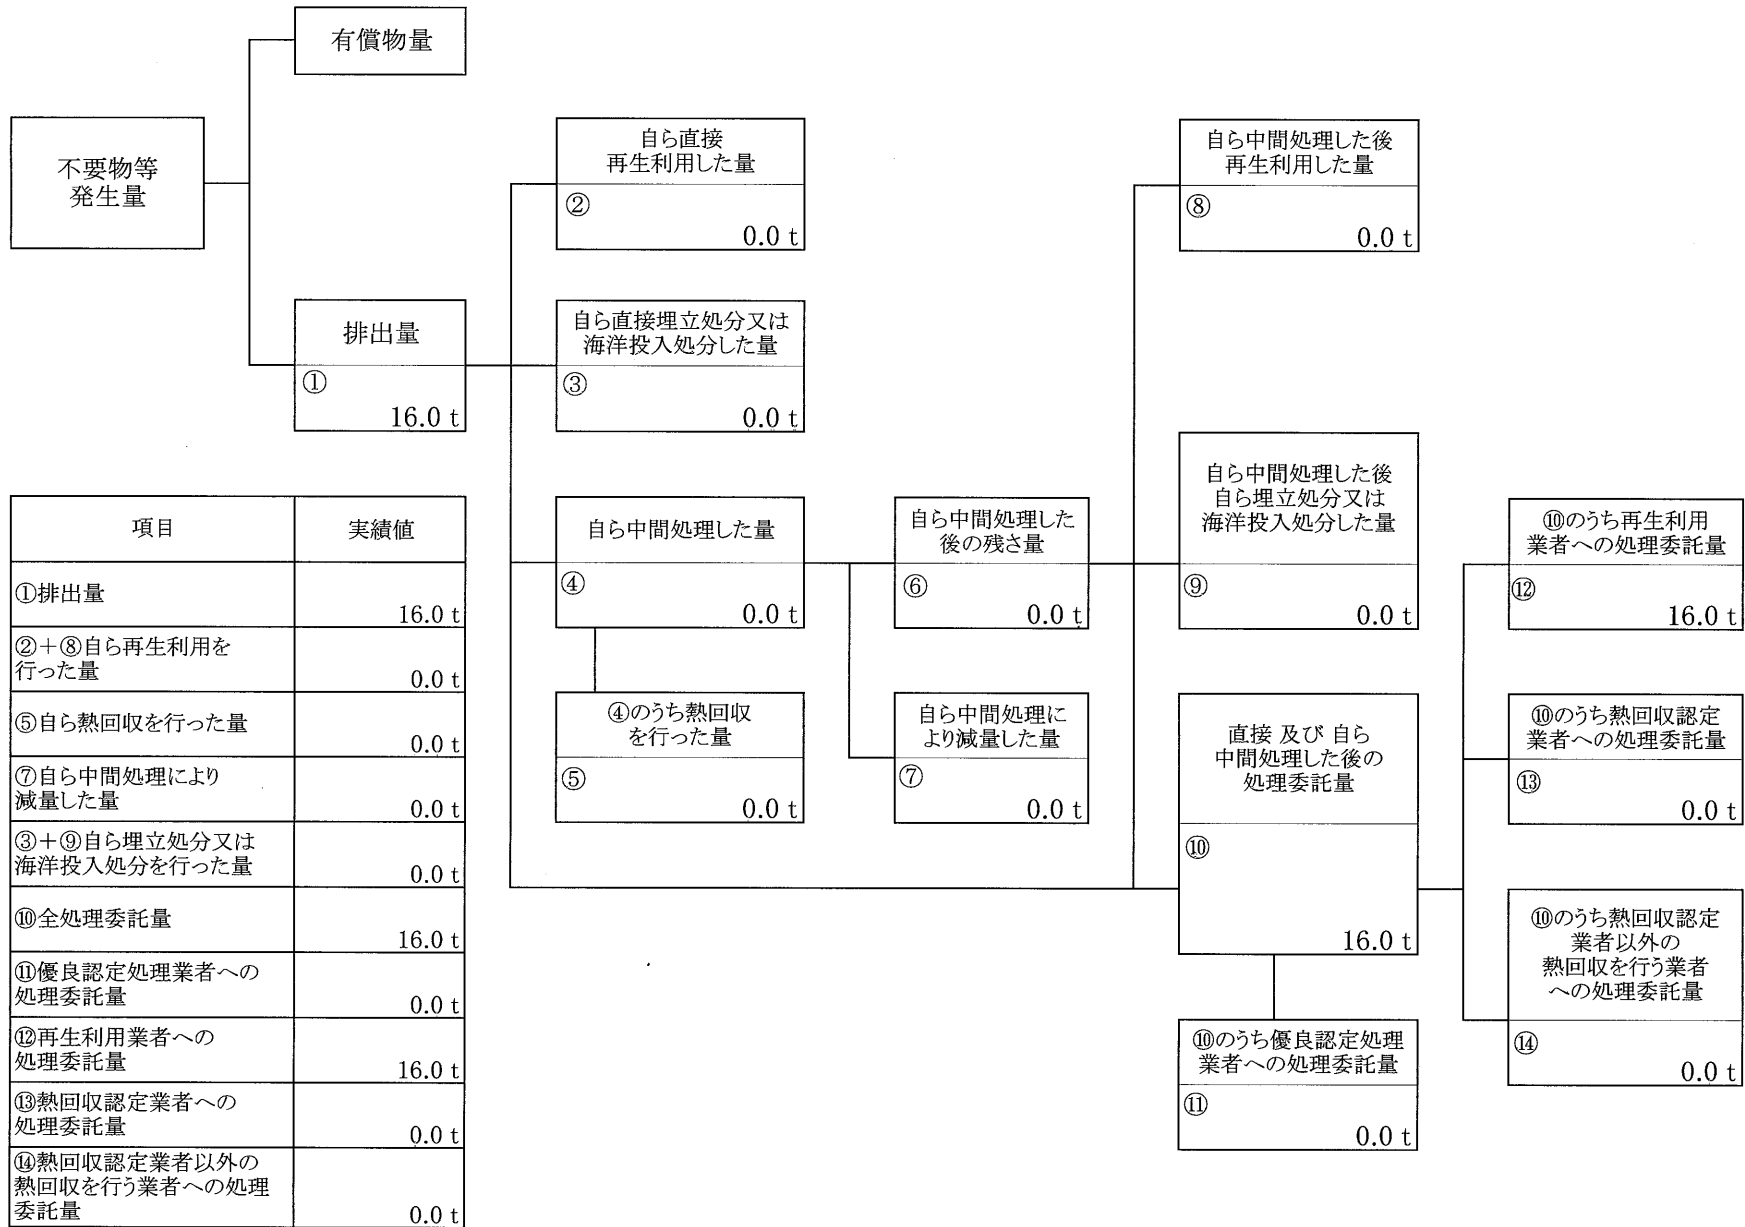 有償物量
不要物等
発生量
排出量
①
16.0 t
自ら直接
再生利用した量
②
0.0 t
自ら直接埋立処分又は
海洋投入処分した量
③
0.0 t
自ら中間処理した量
④
0.0 t
④のうち熱回収
を行った量
⑤
0.0 t
自ら中間処理した
後の残さ量
⑥
0.0 t
自ら中間処理に
より減量した量
⑦
0.0 t
自ら中間処理した後
再生利用した量
⑧
0.0 t
自ら中間処理した後
自ら埋立処分又は
海洋投入処分した量
⑨
0.0 t
直接 及び 自ら
中間処理した後の
処理委託量
⑩
16.0 t
⑩のうち優良認定処理
業者への処理委託量
⑪
0.0 t
⑩のうち再生利用
業者への処理委託量
⑫
16.0 t
⑩のうち熱回収認定
業者への処理委託量
⑬
0.0 t
⑩のうち熱回収認定
業者以外の
熱回収を行う業者
への処理委託量
⑭
0.0 t
項目 実績値
①排出量
16.0 t
②+⑧自ら再生利用を
行った量
0.0 t
⑤自ら熱回収を行った量
0.0 t
⑦自ら中間処理により
減量した量
0.0 t
③+⑨自ら埋立処分又は
海洋投入処分を行った量
0.0 t
⑩全処理委託量
16.0 t
⑪優良認定処理業者への
処理委託量
0.0 t
⑫再生利用業者への
処理委託量
16.0 t
⑬熱回収認定業者への
処理委託量
0.0 t
⑭熱回収認定業者以外の
熱回収を行う業者への処理
委託量
0.0 t